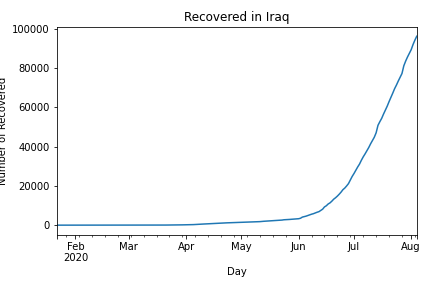 Recovered in Iraq
Number of Recovered
100000
80000
60000
40000
20000
0
Feb Mar Apr May Jun Jul Aug
2020
Day